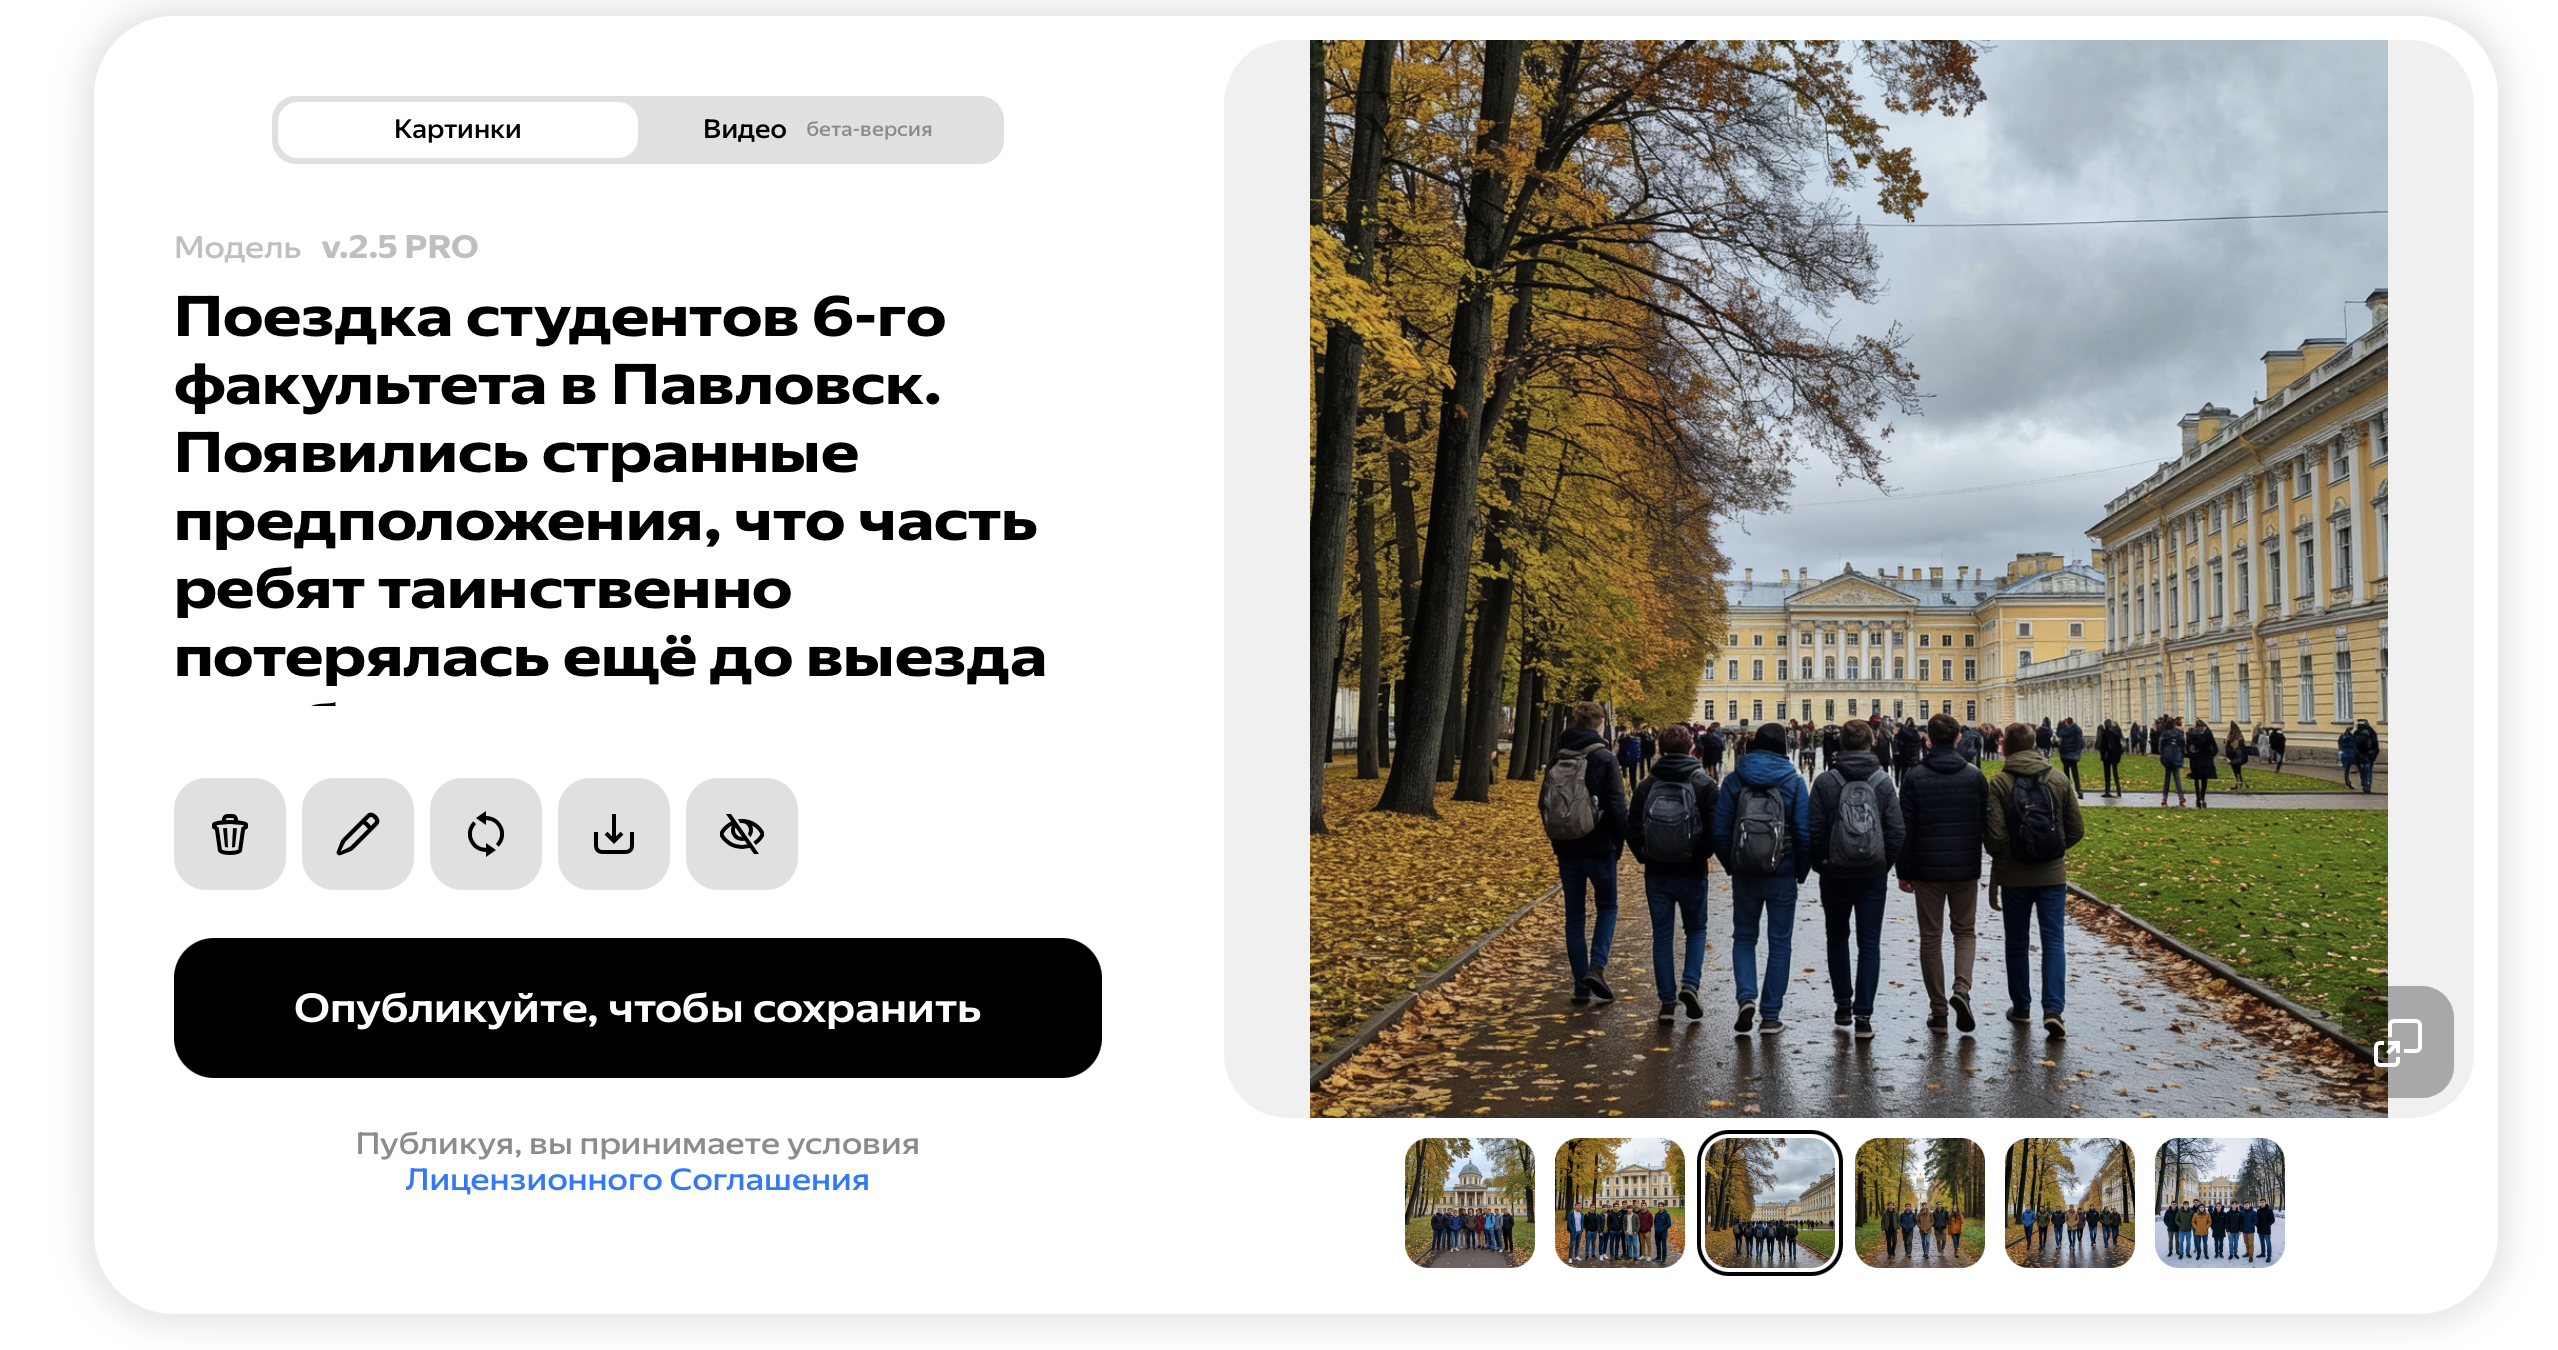 Картинки
Видео бета-версия
Модель v.2.5 PRO
Поездка студентов 6-го
факультета в Павловск.
Появились странные
предположения, что часть
ребят таинственно
потерялась ещё до выезда
Опубликуйте, чтобы сохранить
Публикуя, вы принимаете условия
Лицензионного Соглашения